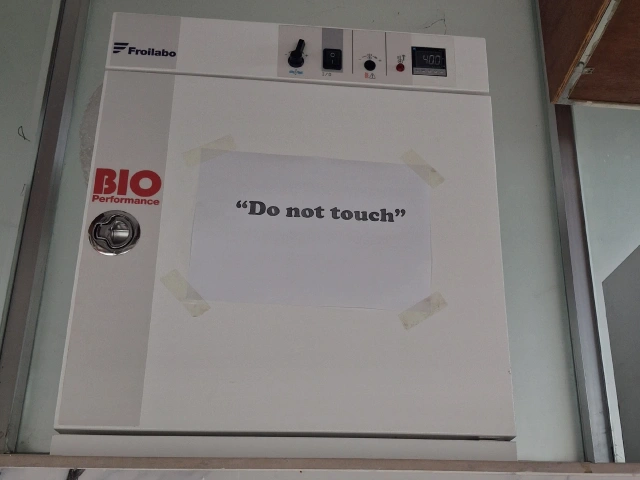 Froilabo
400
BIO
Performance
“Do not touch”